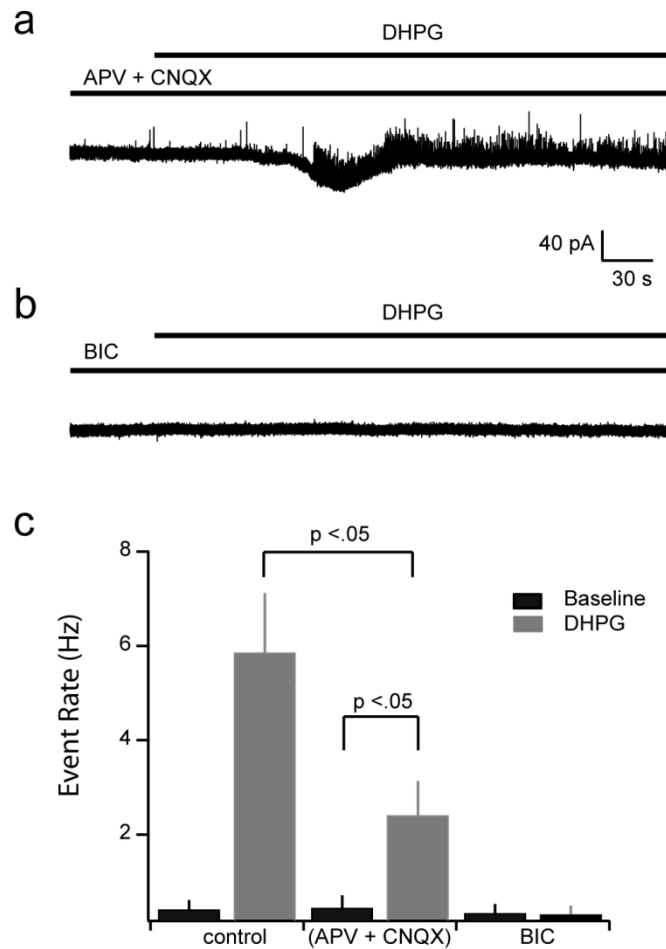 a
DHPG
APV + CNQX
40 pA
30 s
b
DHPG
BIC
c
8
p <.05
Baseline
DHPG
6
p <.05
4
2
Event Rate (Hz)
control
(APV + CNQX)
BIC